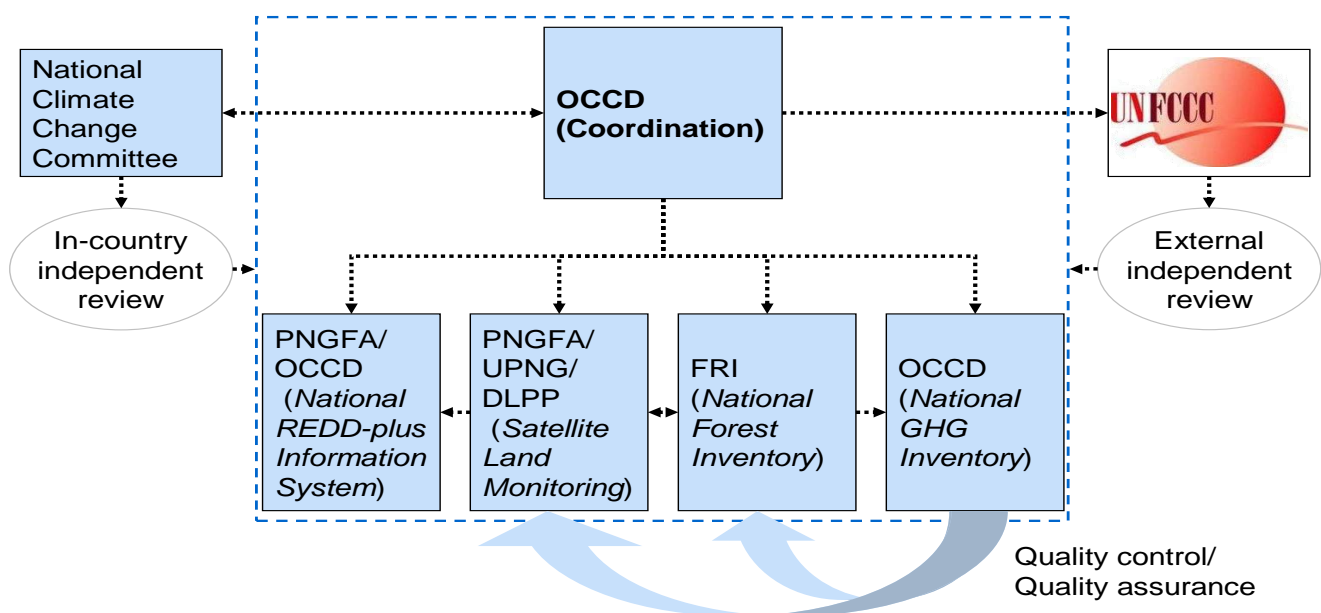 National
Climate
Change
Committee
OCCD
(Coordination)
UNFCCC
In-country
independent
review
External
independent
review
PNGFA/
OCCD
(National
REDD-plus
Information
System)
PNGFA/
UPNG/
DLPP
(Satellite
Land
Monitoring)
FRI
(National
Forest
Inventory)
OCCD
(National
GHG
Inventory)
Quality control/
Quality assurance